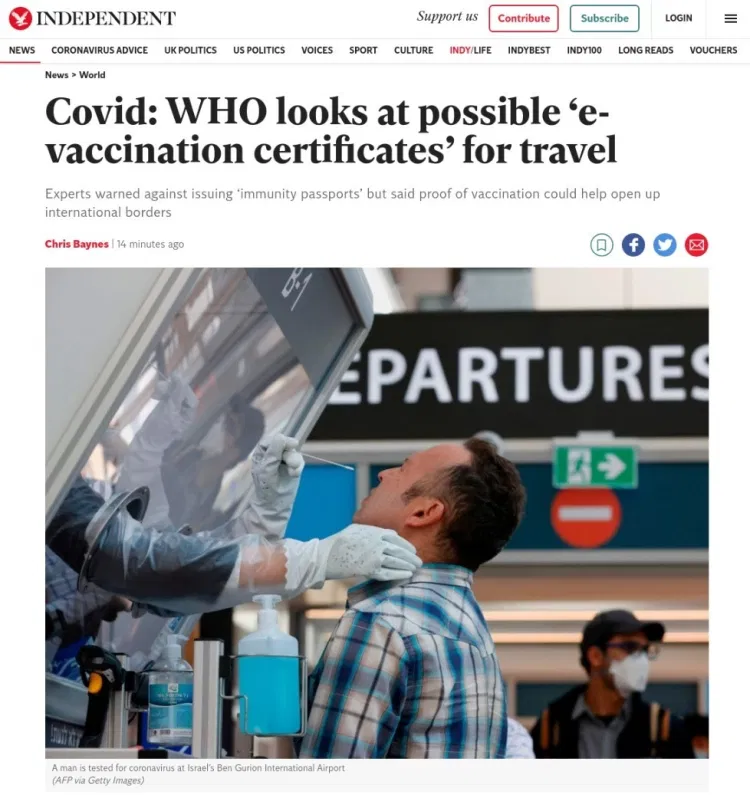 INDEPENDENT
Support us
Contribute
Subscribe
LOGIN
NEWS CORONAVIRUS ADVICE UK POLITICS US POLITICS VOICES SPORT CULTURE INDY/LIFE INDYBEST INDY100 LONG READS VOUCHERS
News > World
Covid: WHO looks at possible ‘e-
vaccination certificates’ for travel
Experts warned against issuing ‘immunity passports’ but said proof of vaccination could help open up
international borders
Chris Baynes | 14 minutes ago
EPARTURES
A man is tested for coronavirus at Israel's Ben Gurion International Airport
(AFP via Getty Images)